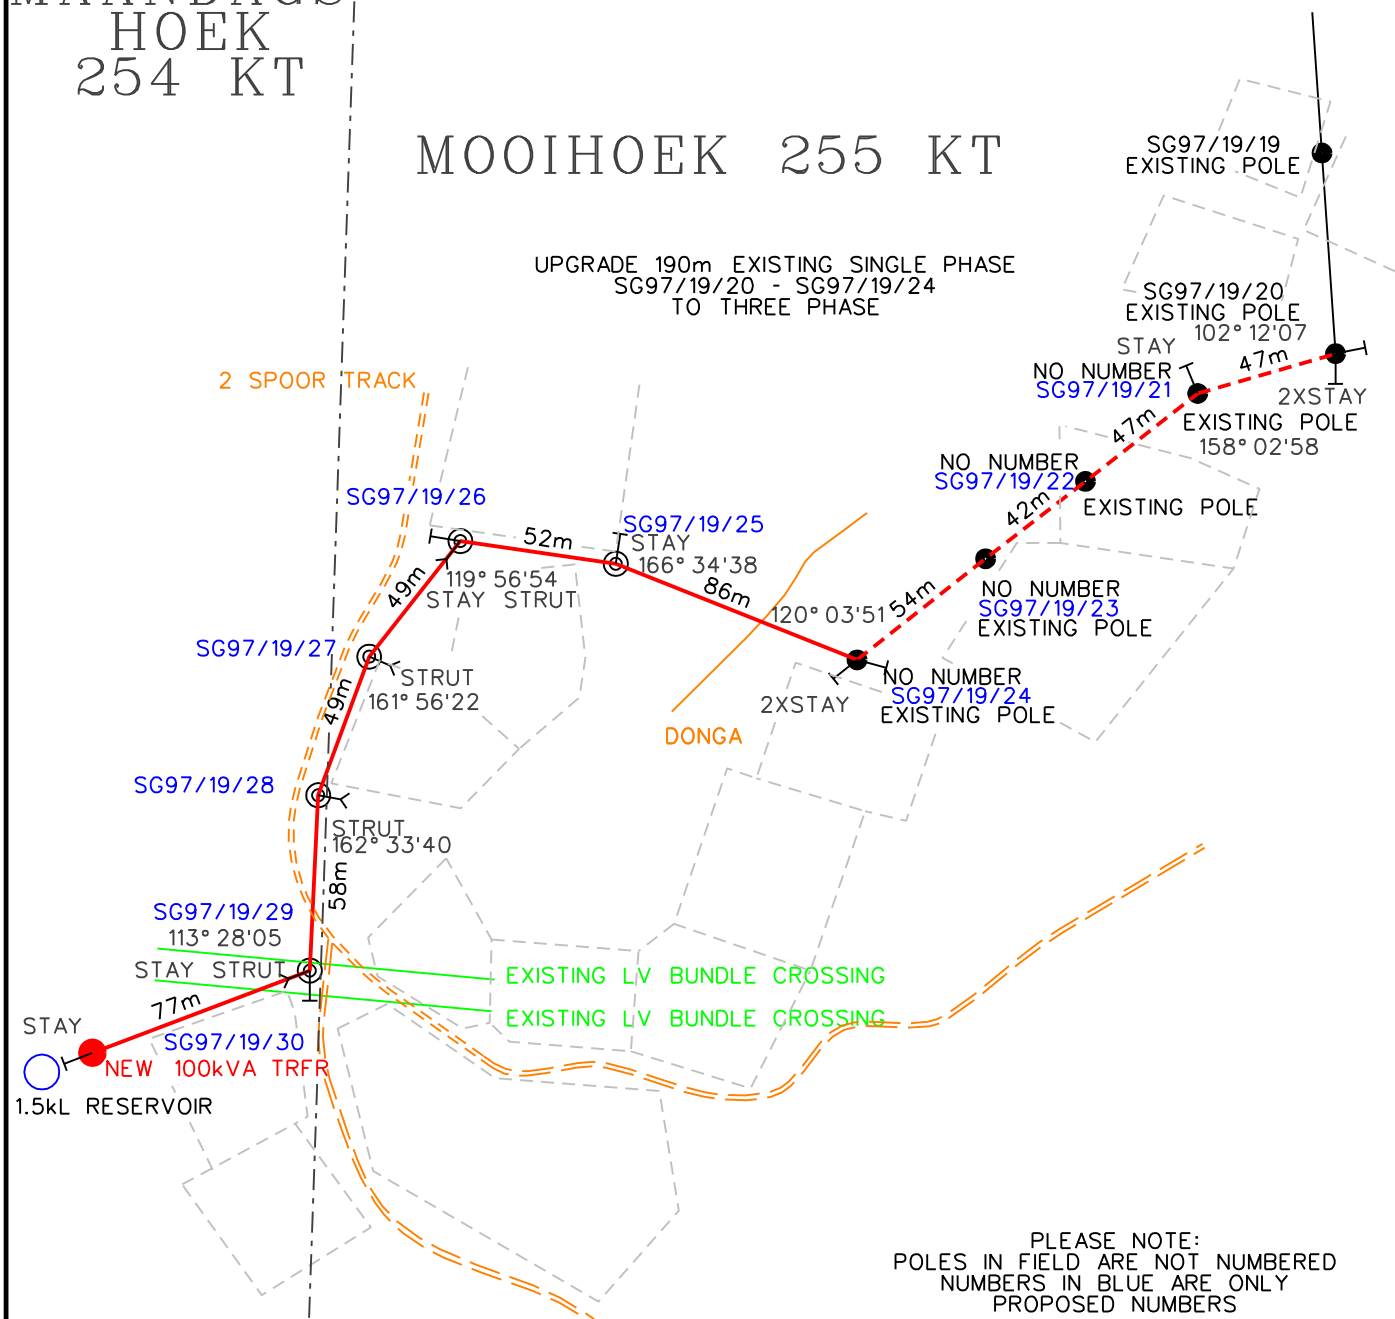 HOEK
254 KT
MOOIHOEK 255 KT
SG97/19/19
EXISTING POLE
UPGRADE 190m EXISTING SINGLE PHASE
SG97/19/20 - SG97/19/24
TO THREE PHASE
SG97/19/20
EXISTING POLE
102° 12'07
STAY
47m
NO NUMBER
SG97/19/21
2XSTAY
EXISTING POLE
158° 02'58
47m
2 SPOOR TRACK
NO NUMBER
SG97/19/22
EXISTING POLE
42m
SG97/19/26
SG97/19/25
STAY
166° 34'38
52m
119° 56'54
STAY STRUT
49m
86m
120° 03'51
54m
NO NUMBER
SG97/19/23
EXISTING POLE
SG97/19/27
STRUT
161° 56'22
NO NUMBER
SG97/19/24
EXISTING POLE
2XSTAY
49m
DONGA
SG97/19/28
STRUT
162° 33'40
58m
SG97/19/29
113° 28'05
STAY STRUT
EXISTING LV BUNDLE CROSSING
EXISTING LV BUNDLE CROSSING
77m
STAY
SG97/19/30
NEW 100kVA TRFR
1.5kL RESERVOIR
PLEASE NOTE:
POLES IN FIELD ARE NOT NUMBERED
NUMBERS IN BLUE ARE ONLY
PROPOSED NUMBERS